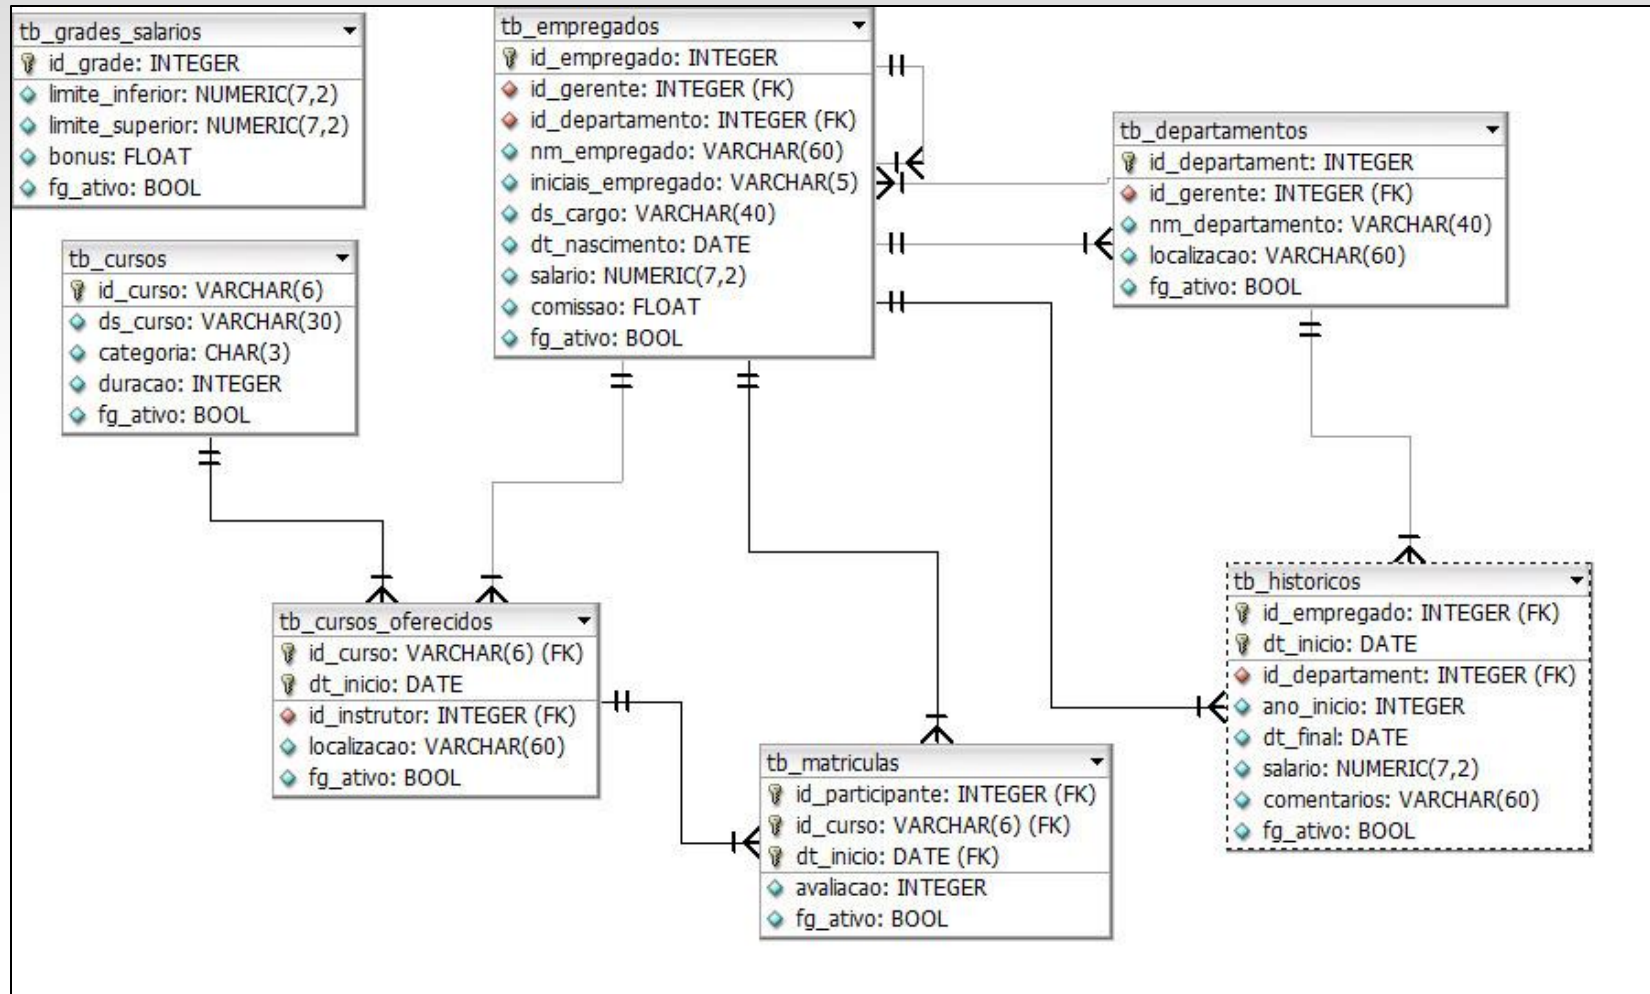 tb_grades_salarios
id_grade: INTEGER
limite_inferior: NUMERIC(7,2)
limite_superior: NUMERIC(7,2)
bonus: FLOAT
fg_ativo: BOOL
tb_cursos
id_curso: VARCHAR(6)
ds_curso: VARCHAR(30)
categoria: CHAR(3)
duracao: INTEGER
fg_ativo: BOOL
tb_empregados
id_empregado: INTEGER
id_gerente: INTEGER (FK)
id_departamento: INTEGER (FK)
nm_empregado: VARCHAR(60)
iniciais_empregado: VARCHAR(5)
ds_cargo: VARCHAR(40)
dt_nascimento: DATE
salario: NUMERIC(7,2)
comissao: FLOAT
fg_ativo: BOOL
tb_departamentos
id_departament: INTEGER
id_gerente: INTEGER (FK)
nm_departamento: VARCHAR(40)
localizacao: VARCHAR(60)
fg_ativo: BOOL
tb_cursos_oferecidos
id_curso: VARCHAR(6) (FK)
dt_inicio: DATE
id_instrutor: INTEGER (FK)
localizacao: VARCHAR(60)
fg_ativo: BOOL
tb_matriculas
id_participante: INTEGER (FK)
id_curso: VARCHAR(6) (FK)
dt_inicio: DATE (FK)
avaliacao: INTEGER
fg_ativo: BOOL
tb_historicos
id_empregado: INTEGER (FK)
dt_inicio: DATE
id_departament: INTEGER (FK)
ano_inicio: INTEGER
dt_final: DATE
salario: NUMERIC(7,2)
comentarios: VARCHAR(60)
fg_ativo: BOOL